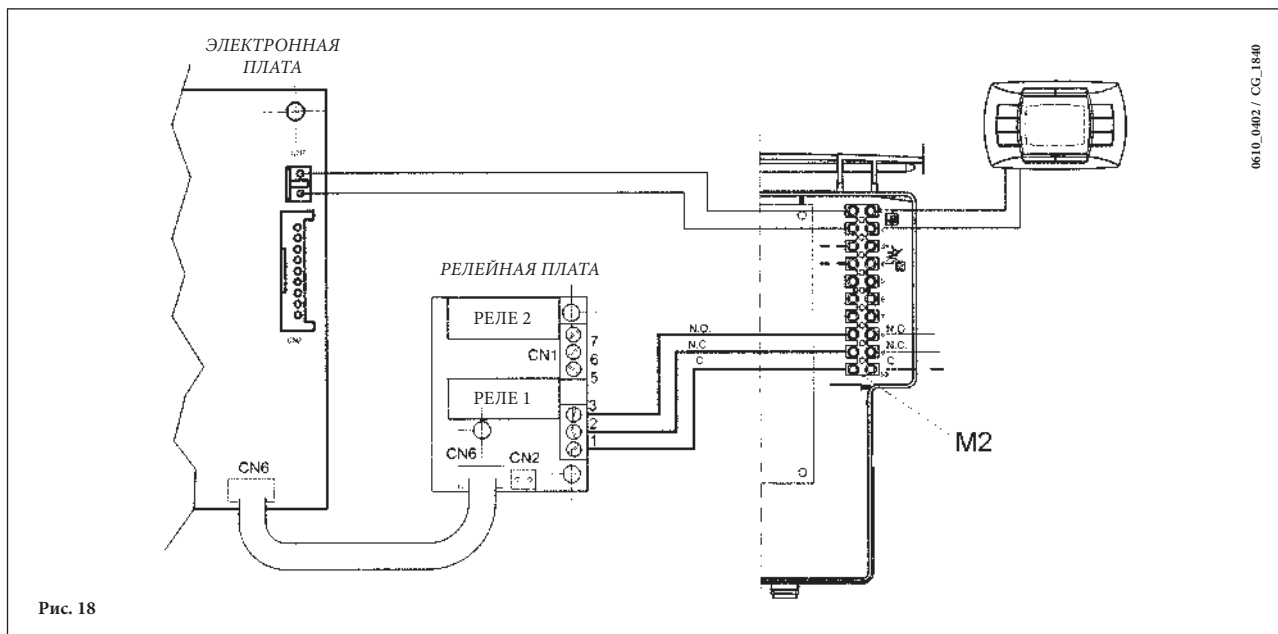 ЭЛЕКТРОННАЯ
ПЛАТА
0610_0402 / CG_1840
РЕЛЕЙНАЯ ПЛАТА
РЕЛЕ 2
7
CN1
6
5
РЕЛЕ 1
3
2
1
CN6
CN2
N.O.
N.C
C
N.O
N.C.
C
M2
CN6
Рис. 18